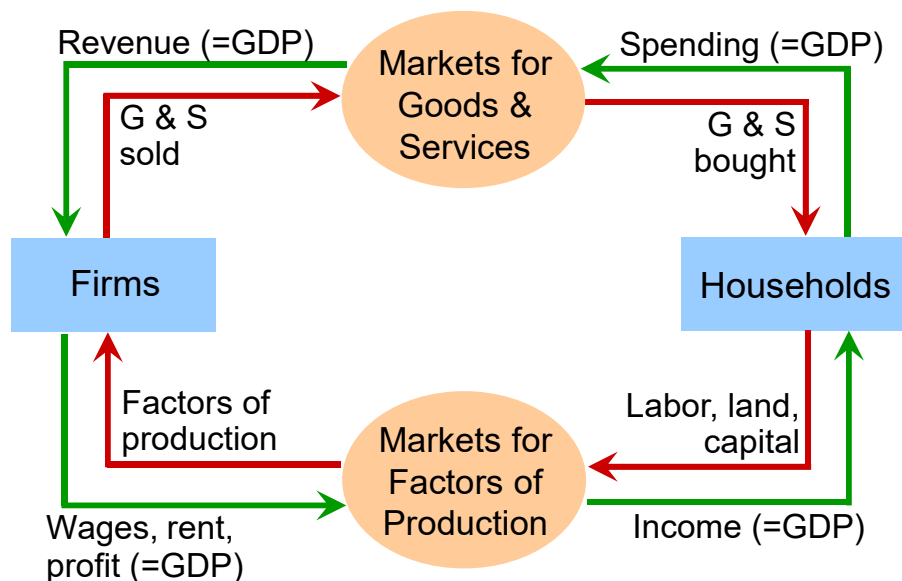 Revenue (=GDP)
Markets for
Goods &
Services
Spending (=GDP)
G & S
sold
G & S
bought
Firms
Households
Factors of
production
Markets for
Factors of
Production
Labor, land,
capital
Wages, rent,
profit (=GDP)
Income (=GDP)